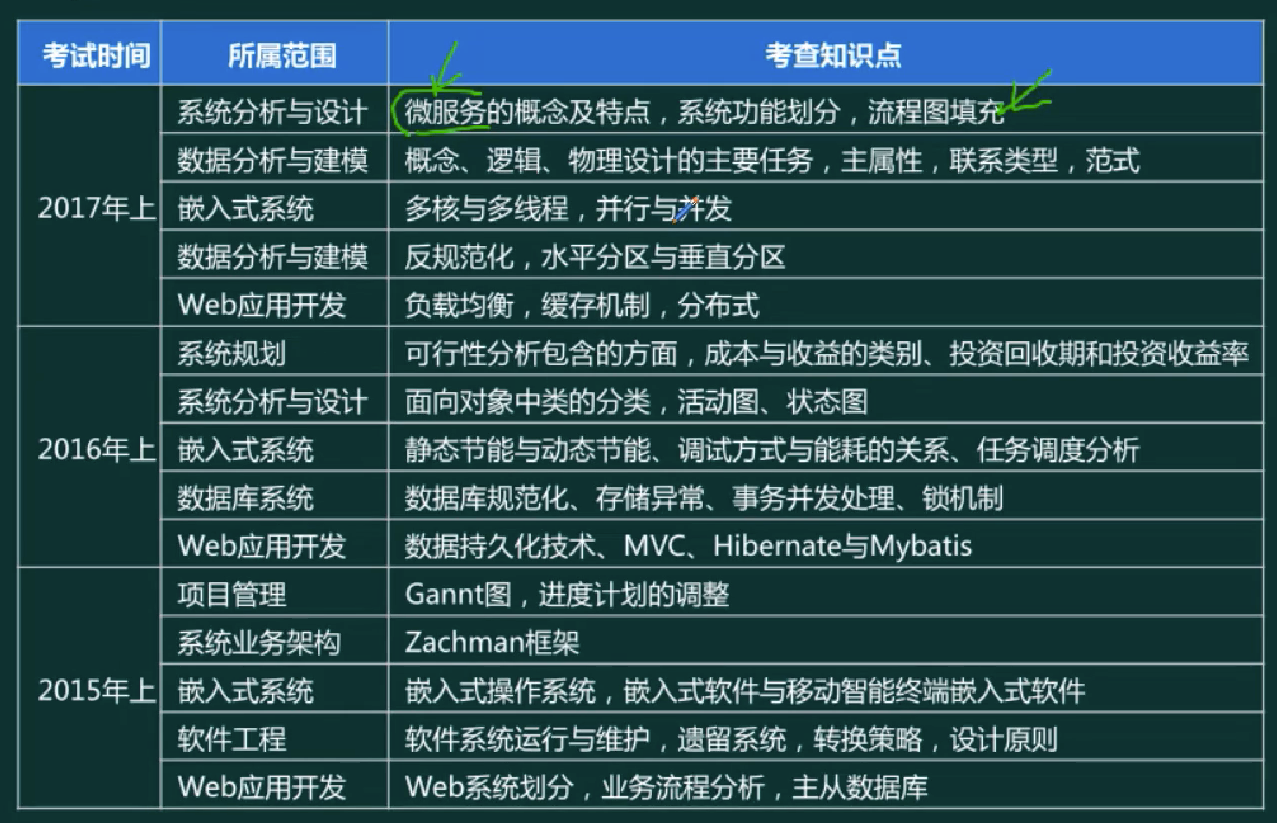 考试时间 所属范围 考查知识点
系统分析与设计 微服务的概念及特点，系统功能划分，流程图填充
数据分析与建模 概念、逻辑、物理设计的主要任务，主属性，联系类型，范式
2017年上 嵌入式系统 多核与多线程，并行与并发
数据分析与建模 反规范化，水平分区与垂直分区
Web应用开发 负载均衡，缓存机制，分布式
系统规划 可行性分析包含的方面，成本与收益的类别、投资回收期和投资收益率
系统分析与设计 面向对象中类的分类，活动图、状态图
2016年上 嵌入式系统 静态节能与动态节能、调试方式与能耗的关系、任务调度分析
数据库系统 数据库规范化、存储异常、事务并发处理、锁机制
Web应用开发 数据持久化技术、MVC、Hibernate与Mybatis
项目管理 Gannt图，进度计划的调整
系统业务架构 Zachman框架
2015年上 嵌入式系统 嵌入式操作系统，嵌入式软件与移动智能终端嵌入式软件
软件工程 软件系统运行与维护，遗留系统，转换策略，设计原则
Web应用开发 Web系统划分，业务流程分析，主从数据库